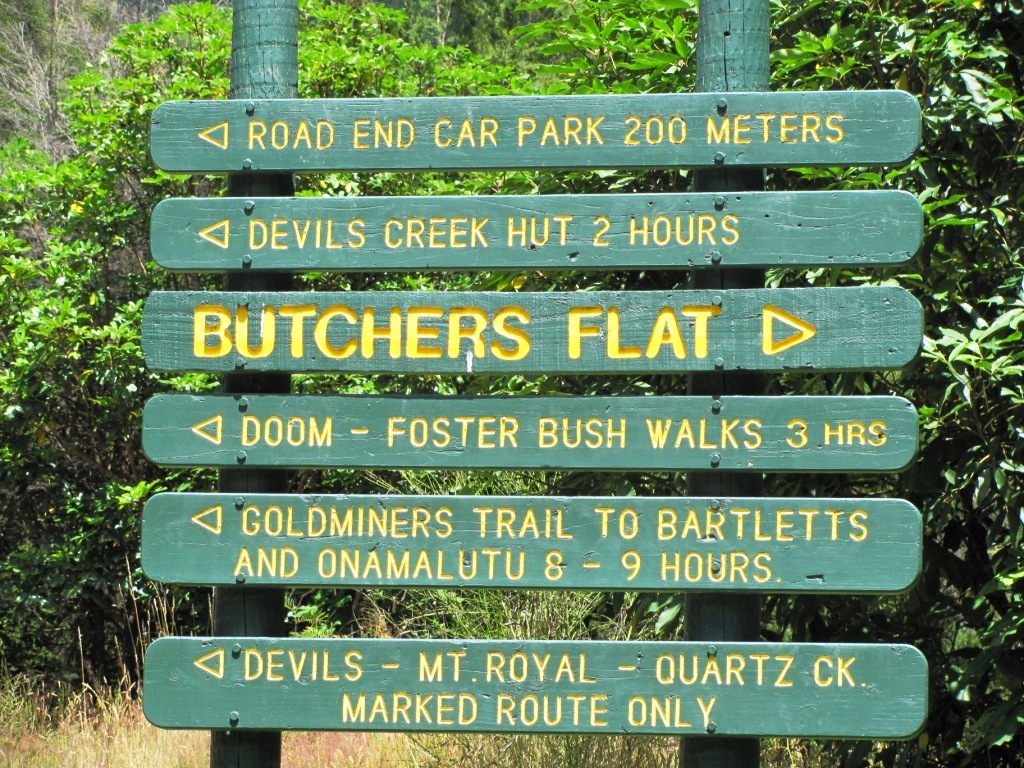 ROAD END CAR PARK 200 METERS
DEVILS CREEK HUT 2 HOURS
BUTCHERS FLAT
DOOM - FOSTER BUSH WALKS 3 HRS
GOLDMINERS TRAIL TO BARTLETTS
AND ONAMALUTU 8 - 9 HOURS.
DEVILS - MT. ROYAL - QUARTZ CK.
MARKED ROUTE ONLY